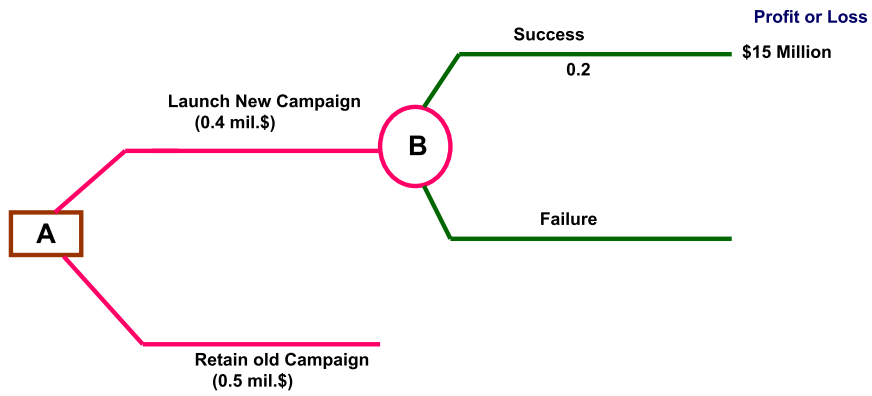 Profit or Loss
Success
$15 Million
0.2
Launch New Campaign
(0.4 mil.$)
B
Failure
A
Retain old Campaign
(0.5 mil.$)